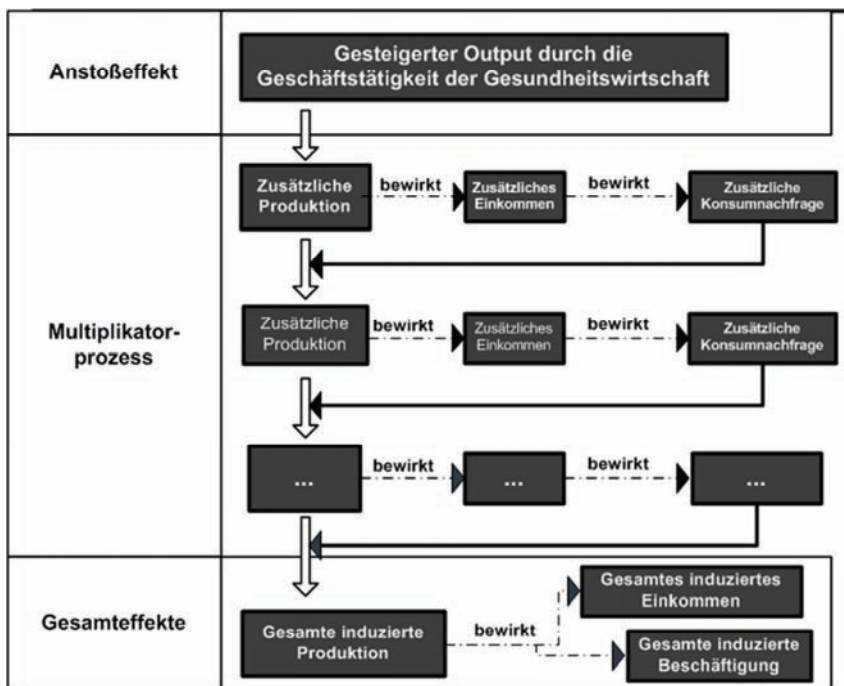 Anstoßeffekt
Gesteigerter Output durch die
Geschäftstätigkeit der Gesundheitswirtschaft
Multiplikator-
prozess
Zusätzliche
Produktion
bewirkt
Zusätzliches
Einkommen
bewirkt
Zusätzliche
Konsumnachfrage
Zusätzliche
Produktion
bewirkt
Zusätzliches
Einkommen
bewirkt
Zusätzliche
Konsumnachfrage
...
bewirkt
...
bewirkt
...
Gesamteffekte
Gesamte induzierte
Produktion
bewirkt
Gesamtes induziertes
Einkommen
Gesamte induzierte
Beschäftigung